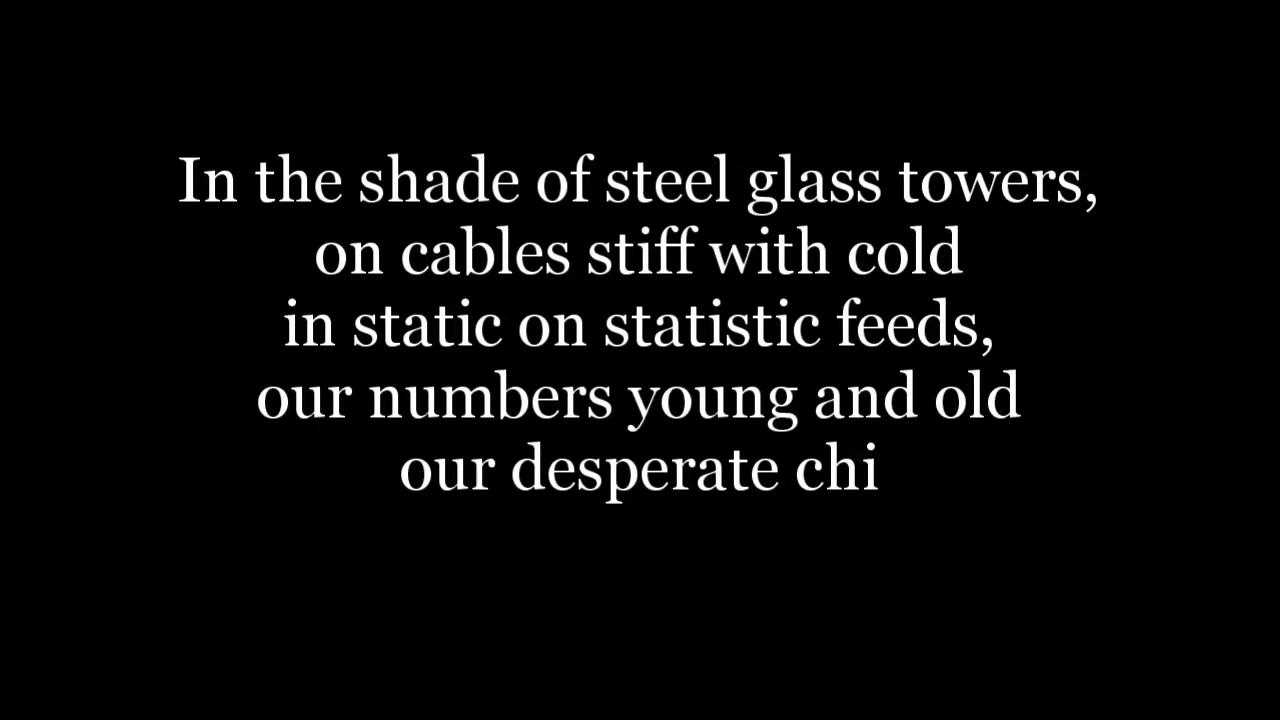 In the shade of steel glass towers,
on cables stiff with cold
in static on statistic feeds,
our numbers young and old
our desperate chi